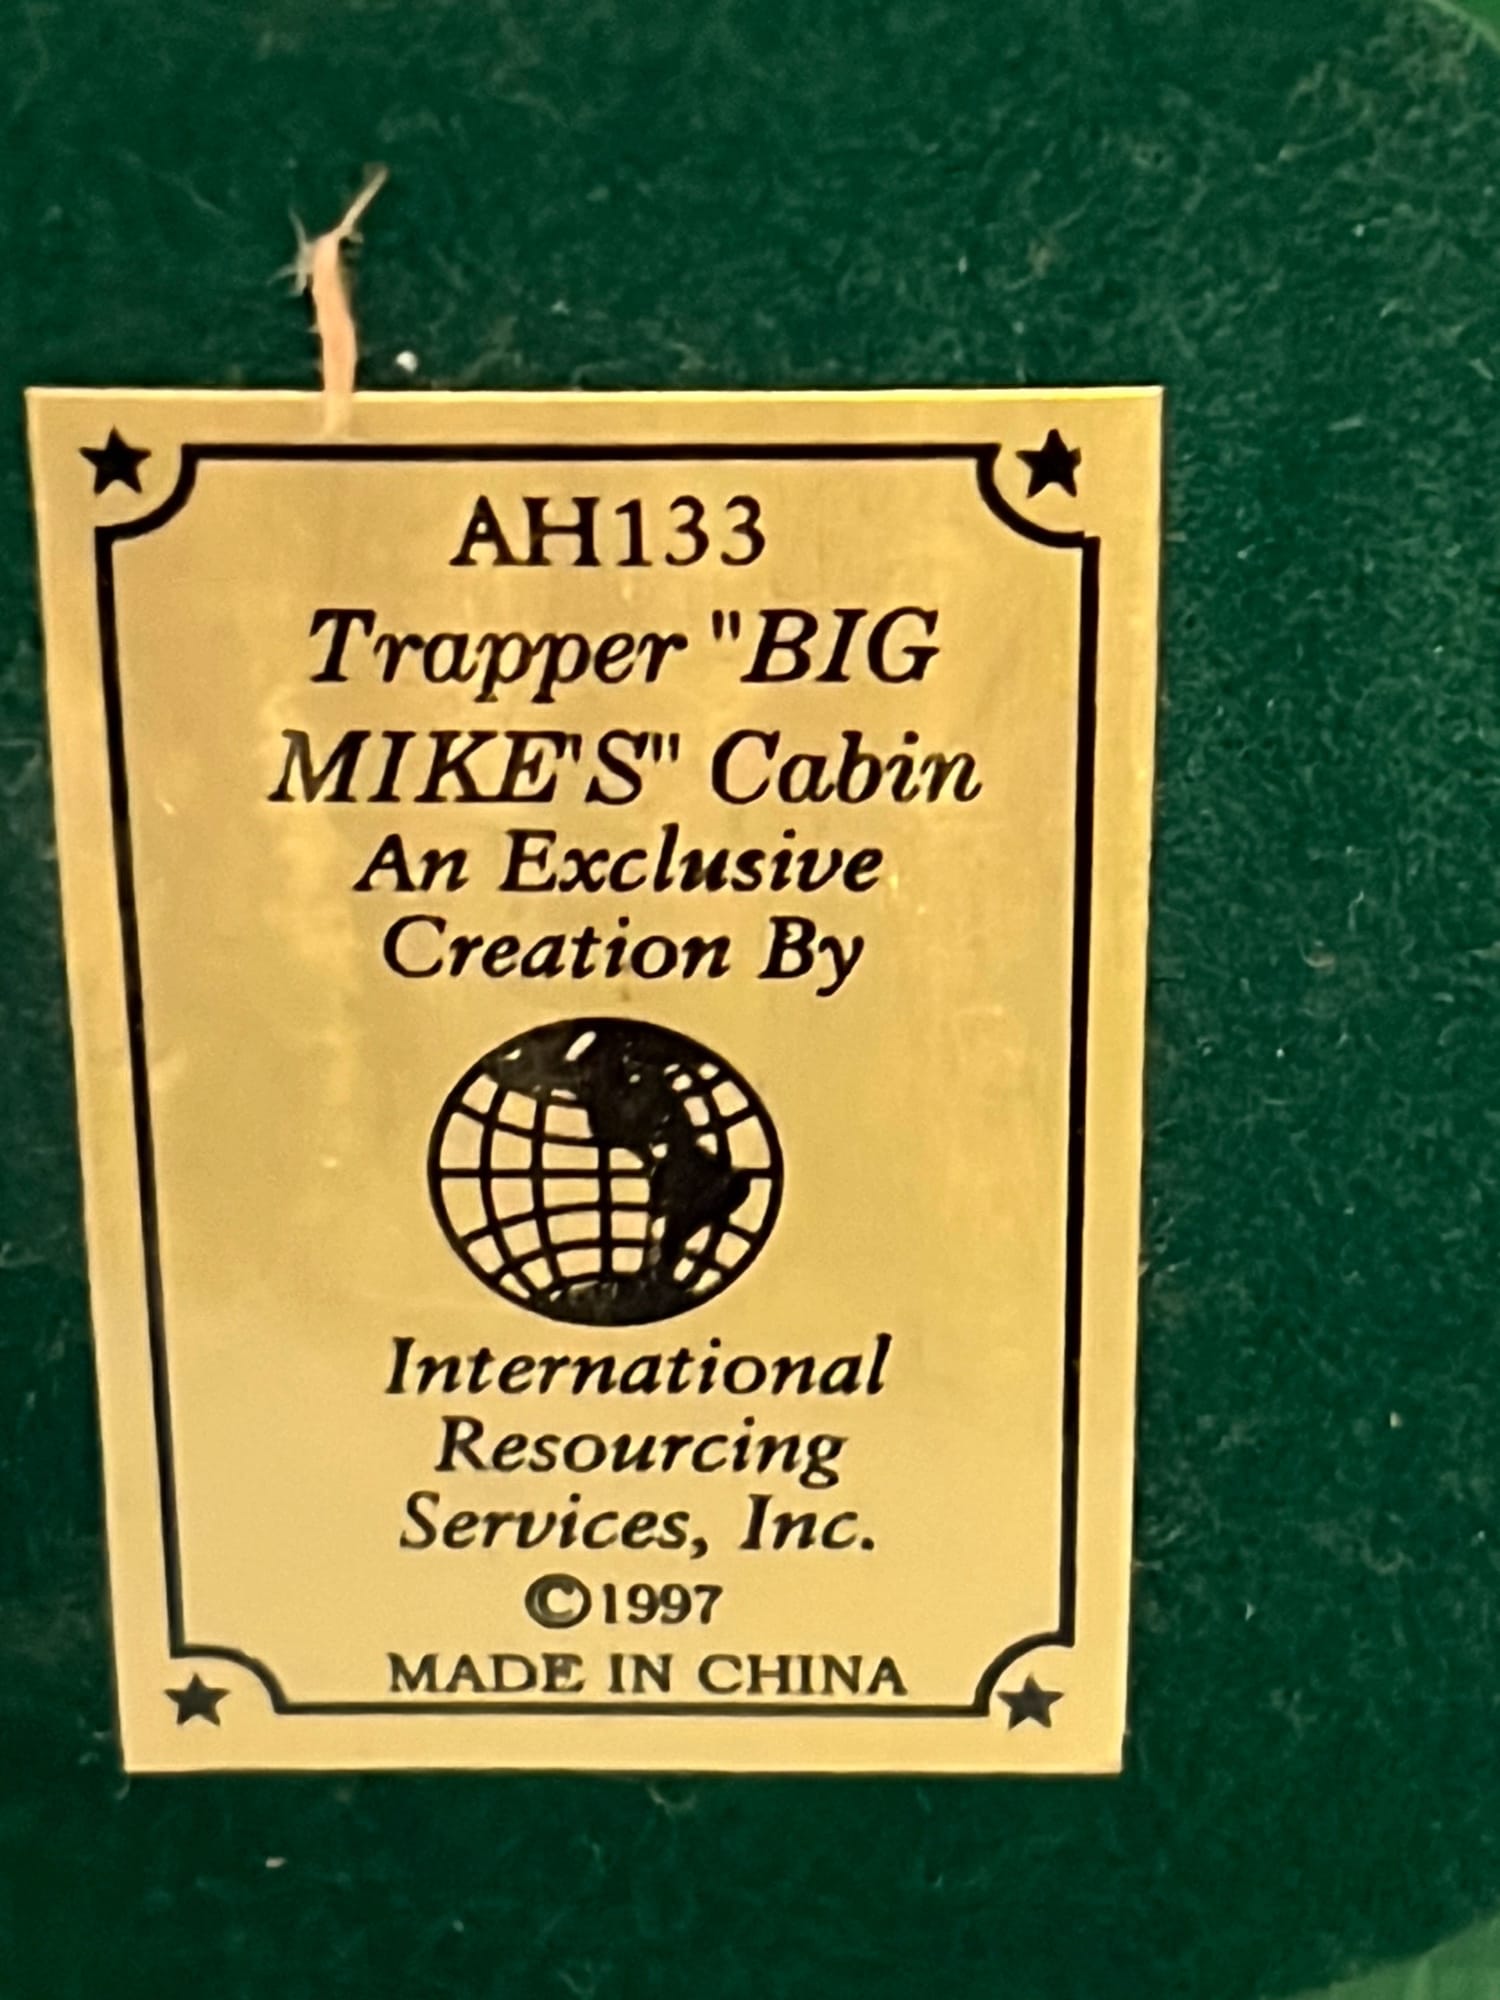 AH133
Trapper "BIG
MIKE'S" Cabin
An Exclusive
Creation By
International
Resourcing
Services, Inc.
©1997
MADE IN CHINA